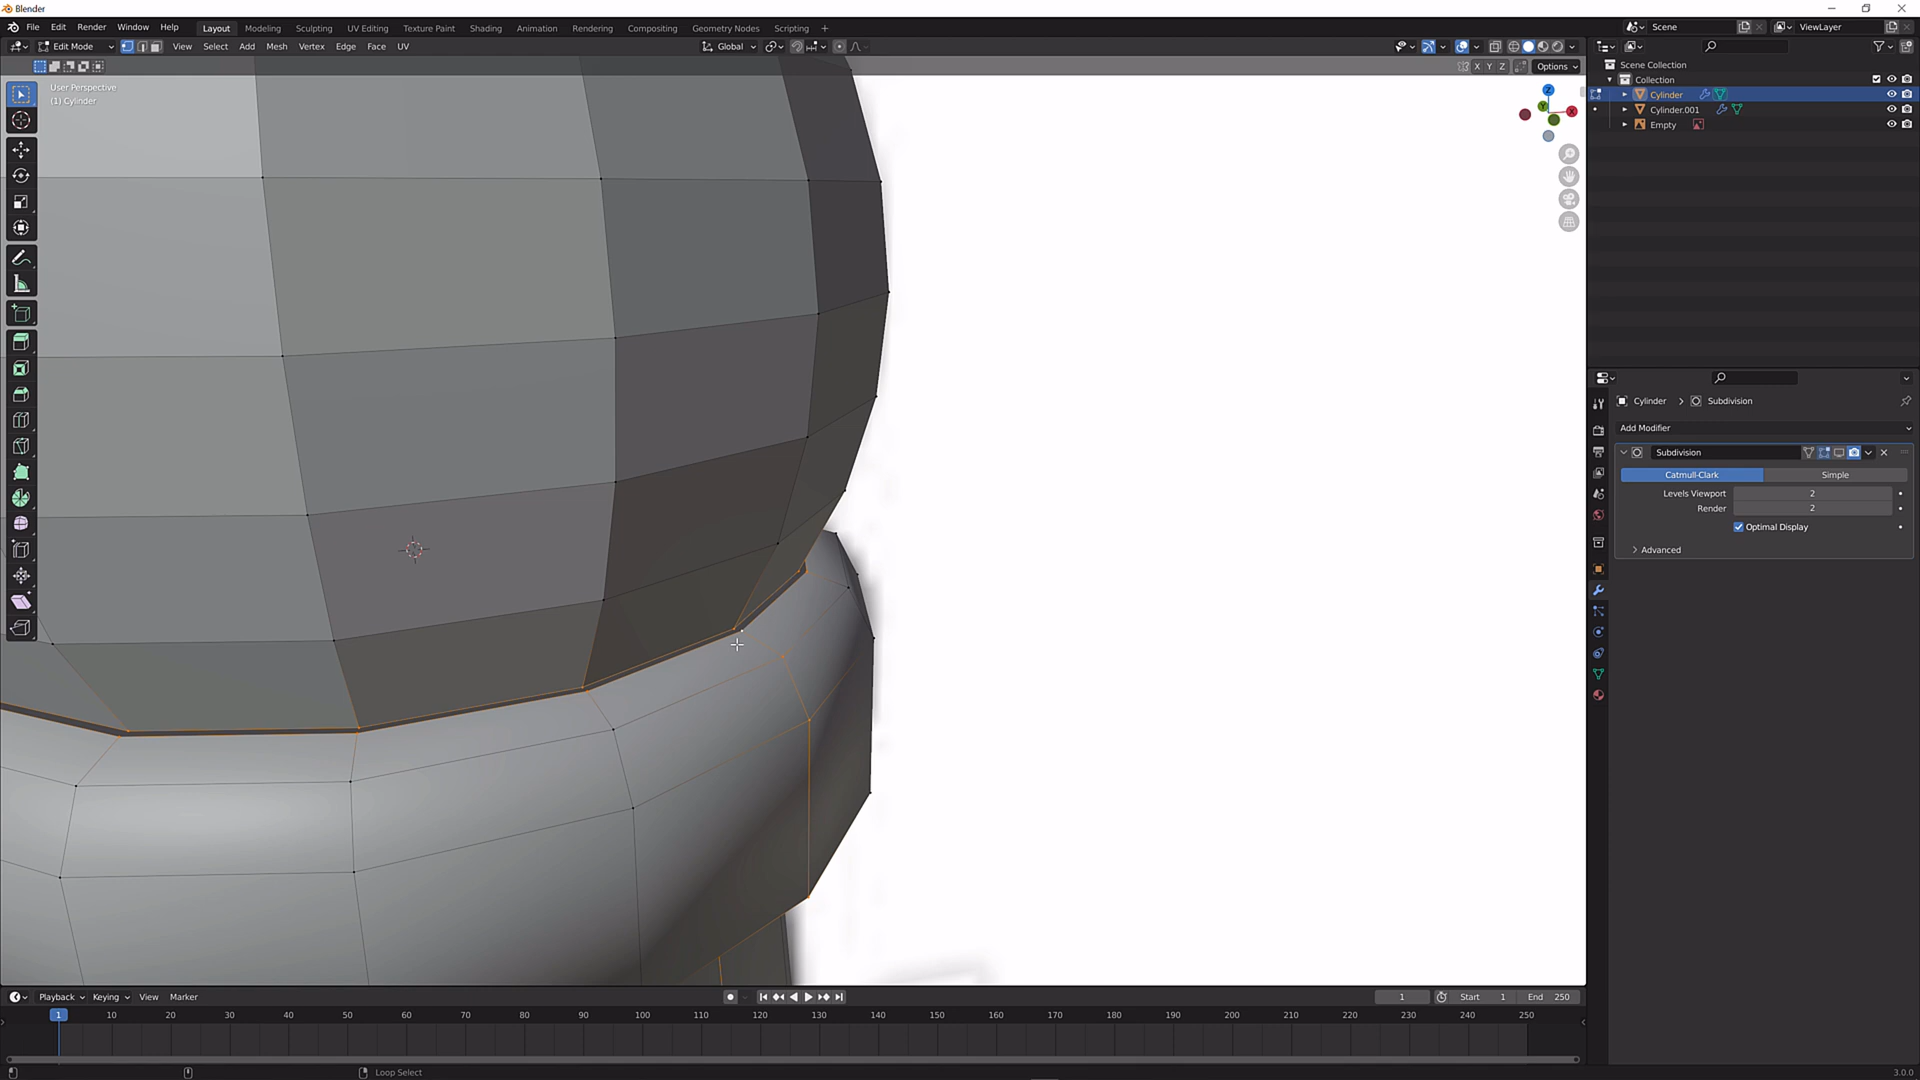 Blender
File Edit Render Window Help Layout Modeling Sculpting UV Editing Texture Paint Shading Animation Rendering Compositing Geometry Nodes Scripting + Scene ViewLayer
Edit Mode View Select Add Mesh Vertex Edge Face UV Global
X Y Z Options
User Perspective
(1) Cylinder
Z
Y
X
Scene Collection
Collection
Cylinder
Cylinder.001
Empty
Cylinder > Subdivision
Add Modifier
Subdivision
Catmull-Clark Simple
Levels Viewport 2
Render 2
Optimal Display
Advanced
Playback Keying View Marker 1 Start 1 End 250
1 10 20 30 40 50 60 70 80 90 100 110 120 130 140 150 160 170 180 190 200 210 220 230 240 250
Loop Select 3.0.0